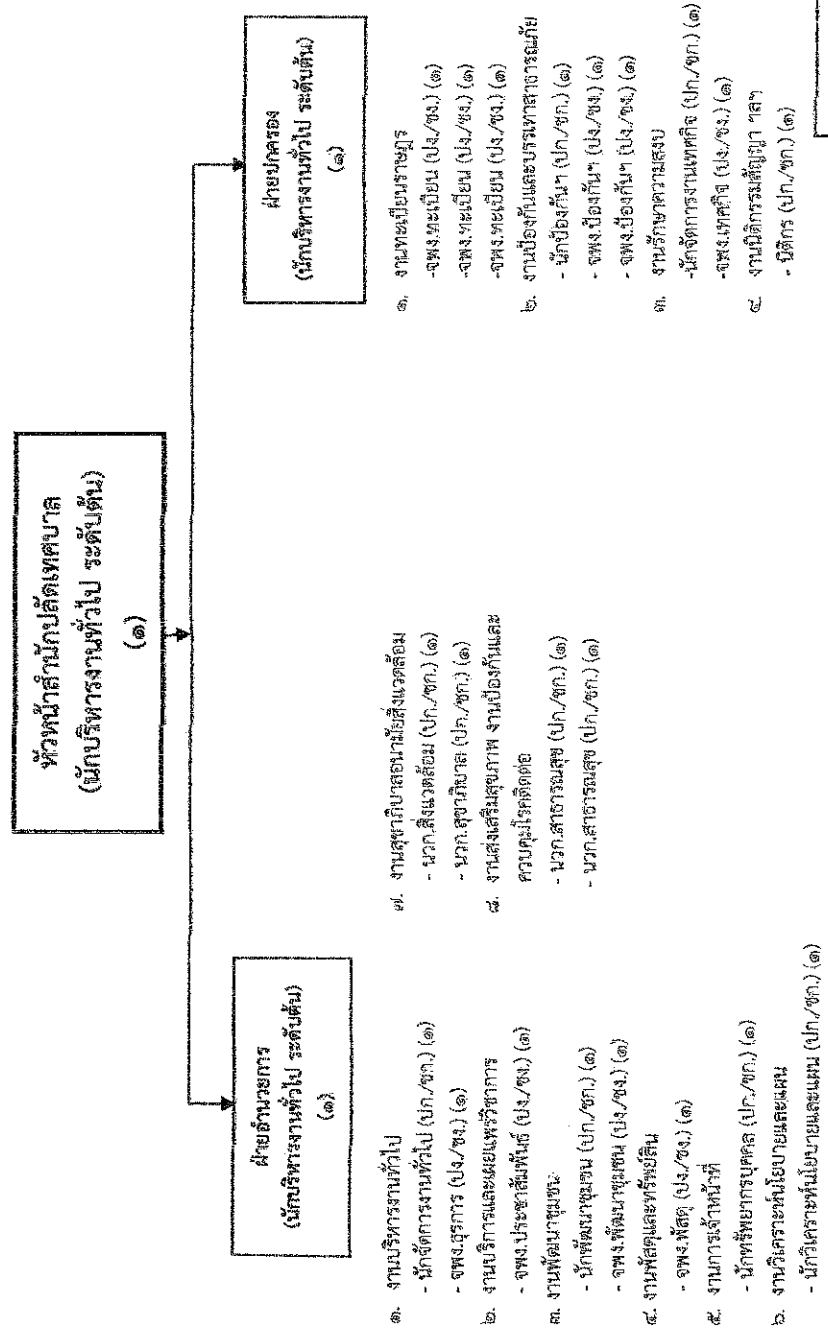 หัวหน้าสำนักปลัดเทศบาล
(นักบริหารงานทั่วไป ระดับต้น)
(๑)
ฝ่ายอำนวยการ
(นักบริหารงานทั่วไป ระดับต้น)
(๑)
๑. งานบริหารงานทั่วไป
- นักจัดการงานทั่วไป (ปก./ชก.) (๑)
- จพง.ธุรการ (ปง./ชง.) (๑)
๒. งานบริการและเผยแพร่วิชาการ
- จพง.ประชาสัมพันธ์ (ปง./ชง.) (๑)
๓. งานพัฒนาชุมชน
- นักพัฒนาชุมชน (ปก./ชก.) (๑)
- จพง.พัฒนาชุมชน (ปง./ชง.) (๑)
๔. งานพัสดุและทรัพย์สิน
- จพง.พัสดุ (ปง./ชง.) (๑)
๕. งานการเจ้าหน้าที่
- นักทรัพยากรบุคคล (ปก./ชก.) (๑)
๖. งานวิเคราะห์นโยบายและแผน
- นักวิเคราะห์นโยบายและแผน (ปก./ชก.) (๑)
๗. งานสุขาภิบาลอนามัยสิ่งแวดล้อม
- นวก.สิ่งแวดล้อม (ปก./ชก.) (๑)
- นวก.สุขาภิบาล (ปก./ชก.) (๑)
๘. งานส่งเสริมสุขภาพ งานป้องกันและ
ควบคุมโรคติดต่อ
- นวก.สาธารณสุข (ปก./ชก.) (๑)
- นวก.สาธารณสุข (ปก./ชก.) (๑)
ฝ่ายปกครอง
(นักบริหารงานทั่วไป ระดับต้น)
(๑)
๑. งานทะเบียนราษฎร
-จพง.ทะเบียน (ปง./ชง.) (๑)
-จพง.ทะเบียน (ปง./ชง.) (๑)
-จพง.ทะเบียน (ปง./ชง.) (๑)
๒. งานป้องกันและบรรเทาสาธารณภัย
- นักป้องกันฯ (ปก./ชก.) (๑)
- จพง.ป้องกันฯ (ปง./ชง.) (๑)
- จพง.ป้องกันฯ (ปง./ชง.) (๑)
๓. งานรักษาความสงบ
-นักจัดการงานเทศกิจ (ปก./ชก.) (๑)
-จพง.เทศกิจ (ปง./ชง.) (๑)
๔. งานนิติกรรมสัญญา ฯลฯ
- นิติกร (ปก./ชก.) (๑)